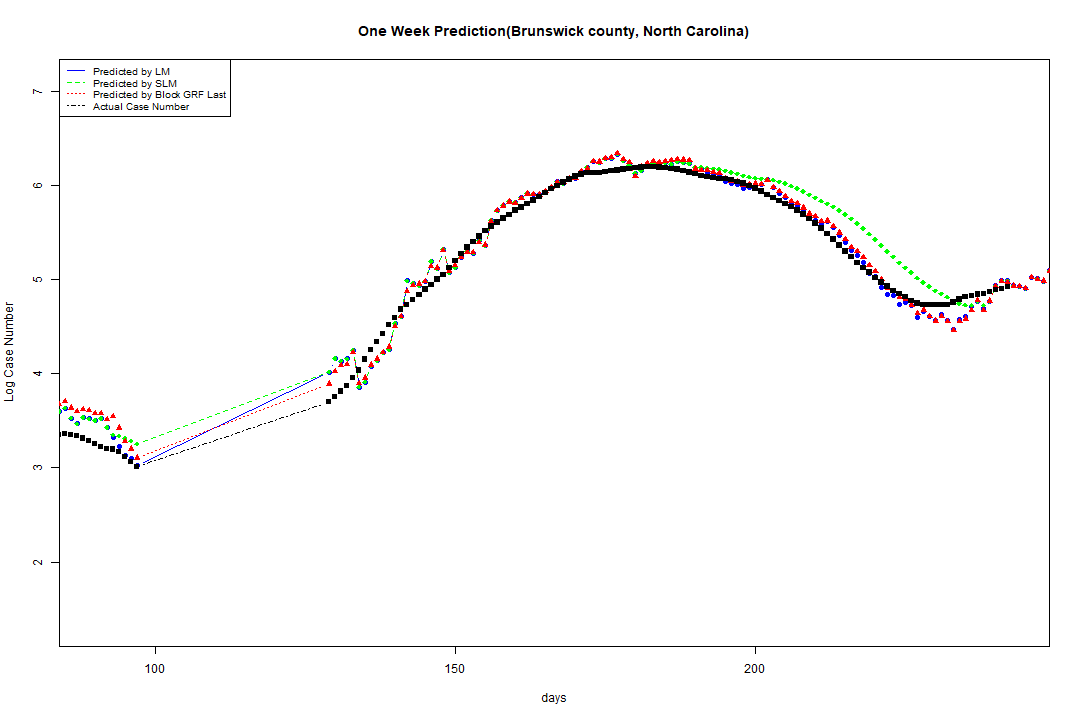 One Week Prediction(Brunswick county, North Carolina)
Predicted by LM
Predicted by SLM
Predicted by Block GRF Last
Actual Case Number
7
6
5
4
3
2
Log Case Number
100 150 200
days